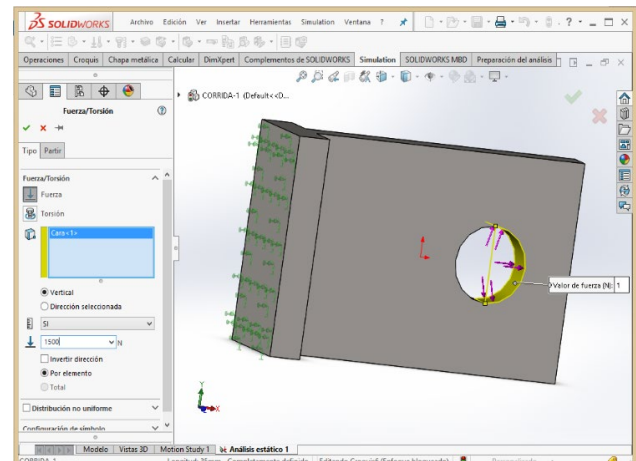 SOLIDWORKS Archivo Edición Ver Insertar Herramientas Simulation Ventana ?
Operaciones Croquis Chapa metálica Calcular DimXpert Complementos de SOLIDWORKS Simulation SOLIDWORKS MBD Preparación del análisis
CORRIDA-1 (Default<<D...
Fuerza/Torsión
Tipo Partir
Fuerza/Torsión
Fuerza
Torsión
Cara<1>
Vertical
Dirección seleccionada
SI
1500 N
Invertir dirección
Por elemento
Total
Distribución no uniforme
Configuración de símbolo
Valor de fuerza (N): 1
Y
X
Modelo Vistas 3D Motion Study 1 Análisis estático 1
CORRIDA-1